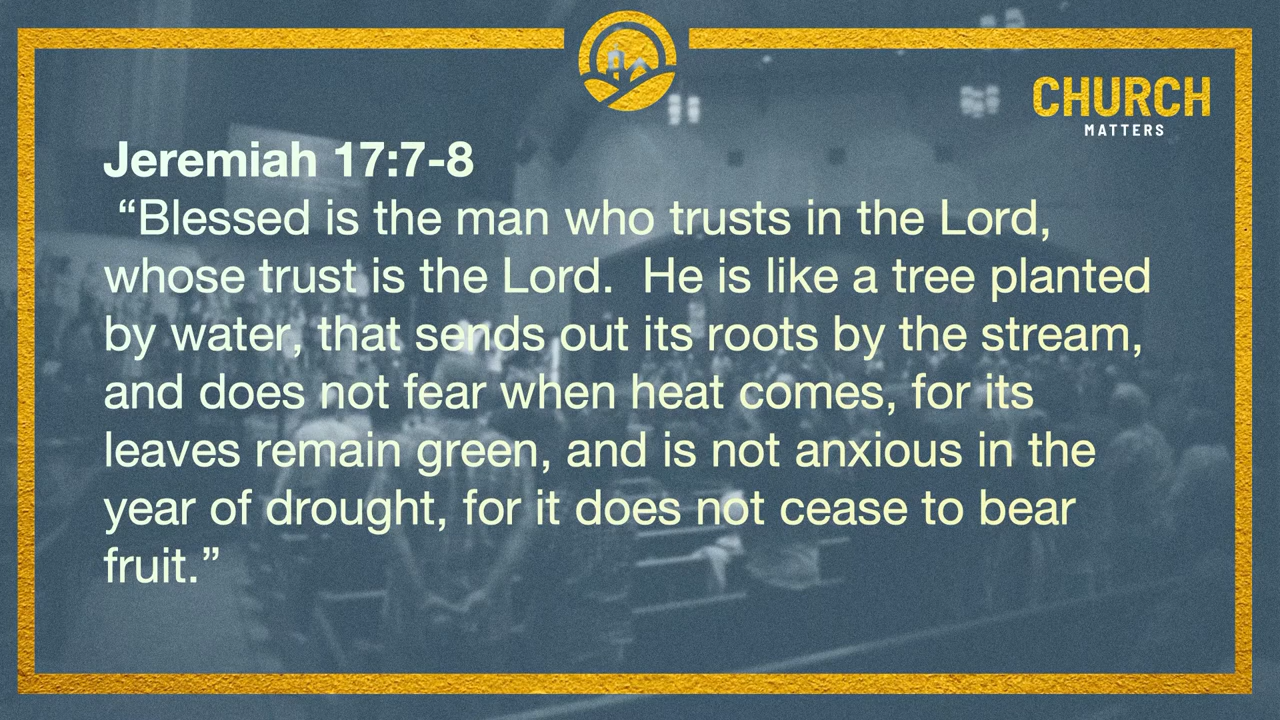 CHURCH
MATTERS
Jeremiah 17:7-8
“Blessed is the man who trusts in the Lord,
whose trust is the Lord.  He is like a tree planted
by water, that sends out its roots by the stream,
and does not fear when heat comes, for its
leaves remain green, and is not anxious in the
year of drought, for it does not cease to bear
fruit.”